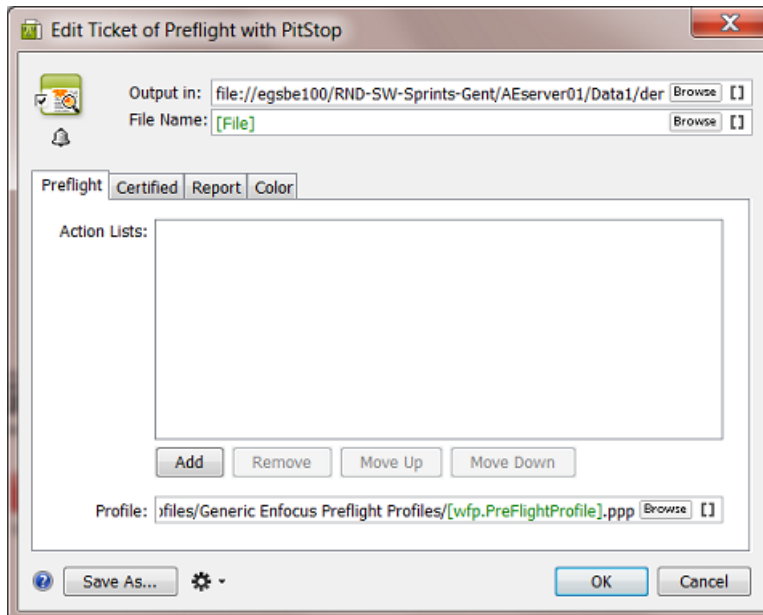 Edit Ticket of Preflight with PitStop
Output in: file://egsbe100/RND-SW-Sprints-Gent/AEserver01/Data1/der Browse []
File Name: [File] Browse []
Preflight Certified Report Color
Action Lists:
Add Remove Move Up Move Down
Profile: ofiles/Generic Enfocus Preflight Profiles/[wfp.PreFlightProfile].ppp Browse []
Save As... OK Cancel